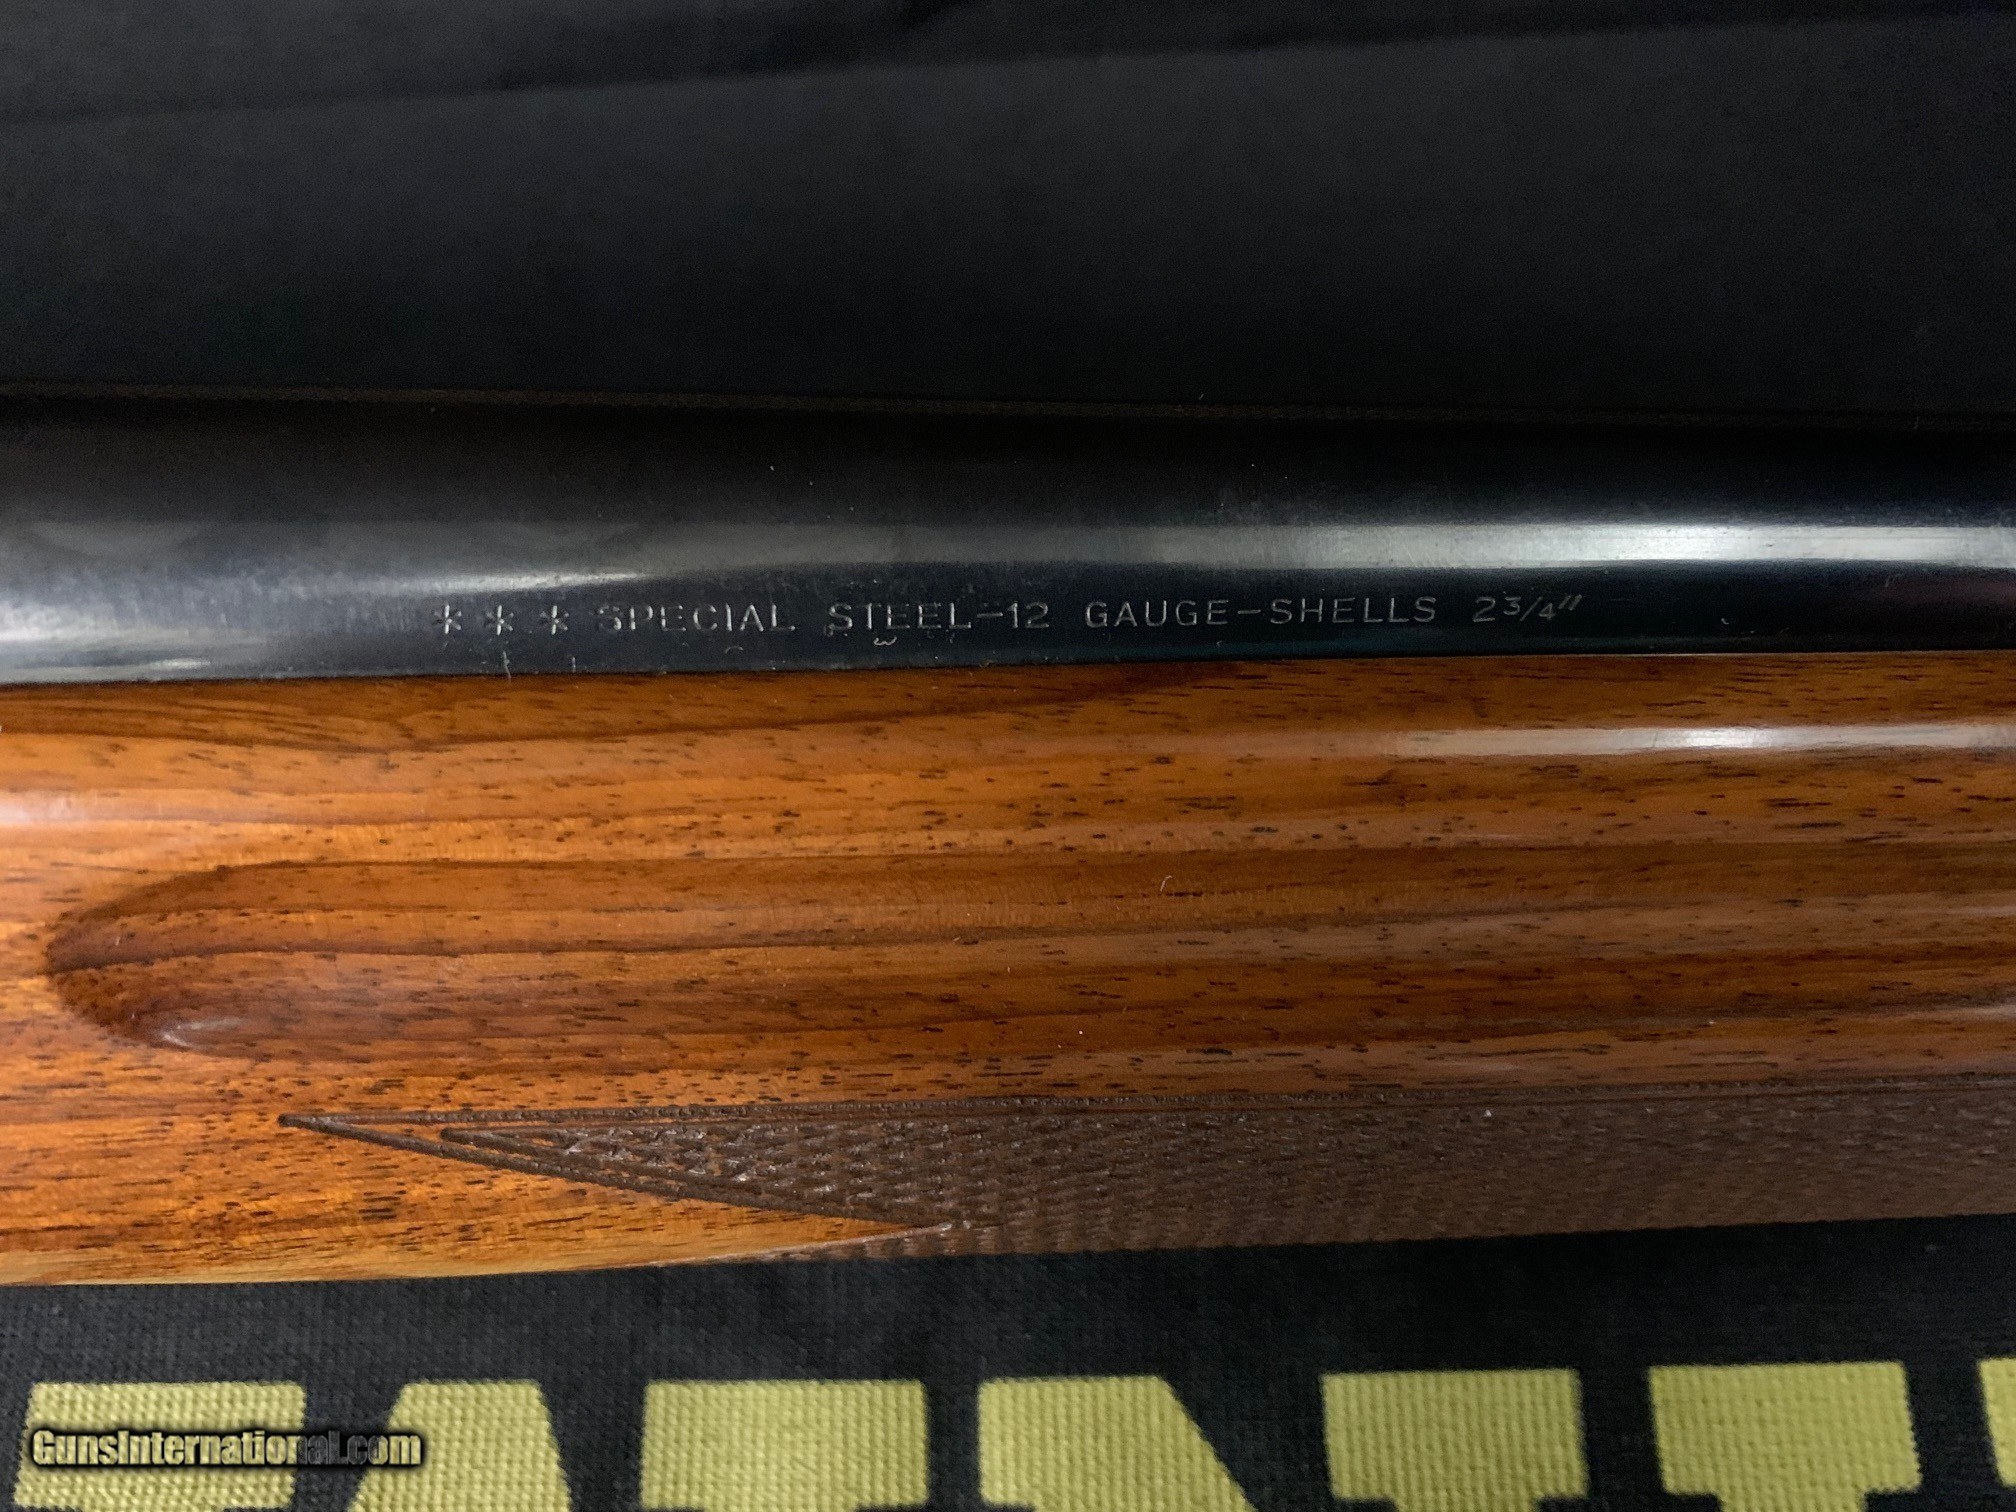 ***SPECIAL STEEL-12 GAUGE-SHELLS 2 3/4"
GunsInternational.com